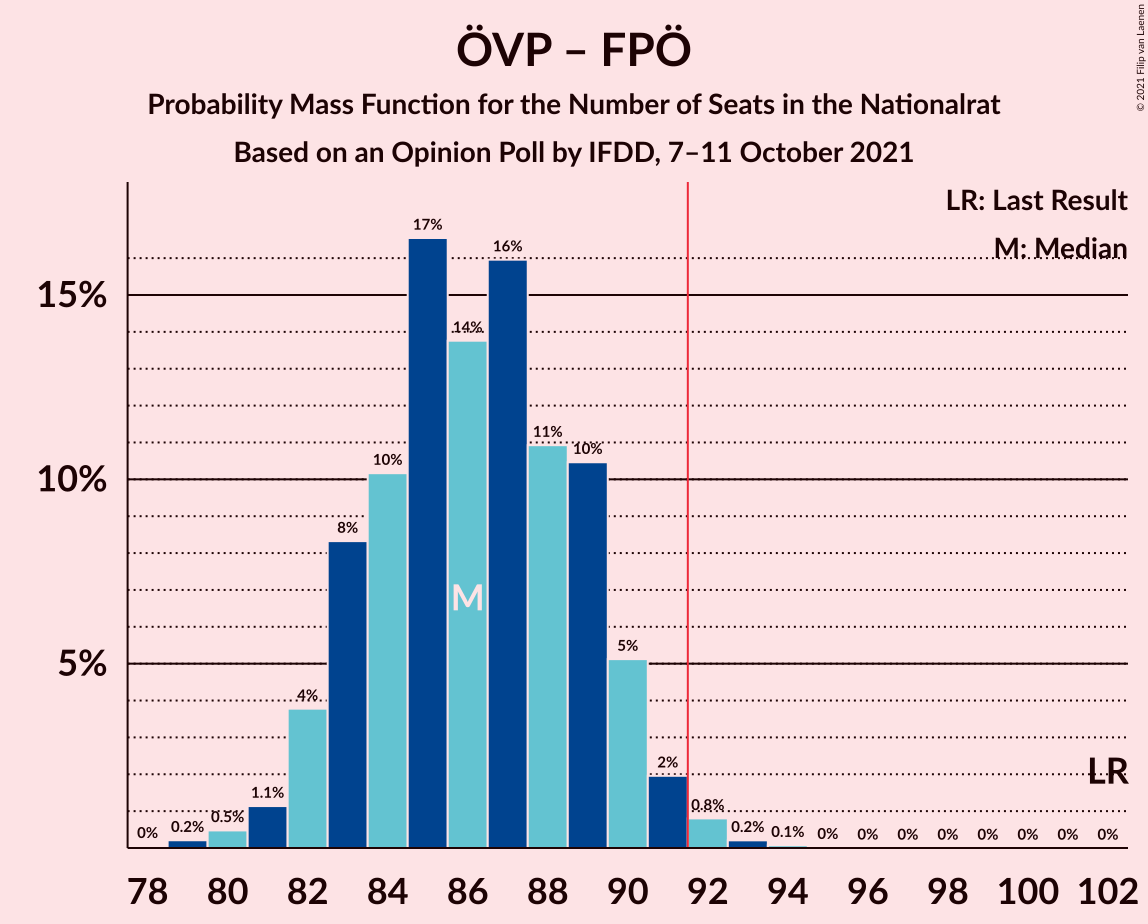 ÖVP – FPÖ
Probability Mass Function for the Number of Seats in the Nationalrat
Based on an Opinion Poll by IFDD, 7–11 October 2021
© 2021 Filip van Laenen
LR: Last Result
M: Median
17%
16%
15%
14%
11%
10%
10%
10%
8%
M
5%
5%
4%
2%
LR
1.1%
0.8%
0.5%
0% 0.2% 0.2% 0.1% 0% 0% 0% 0% 0% 0% 0% 0%
78 80 82 84 86 88 90 92 94 96 98 100 102